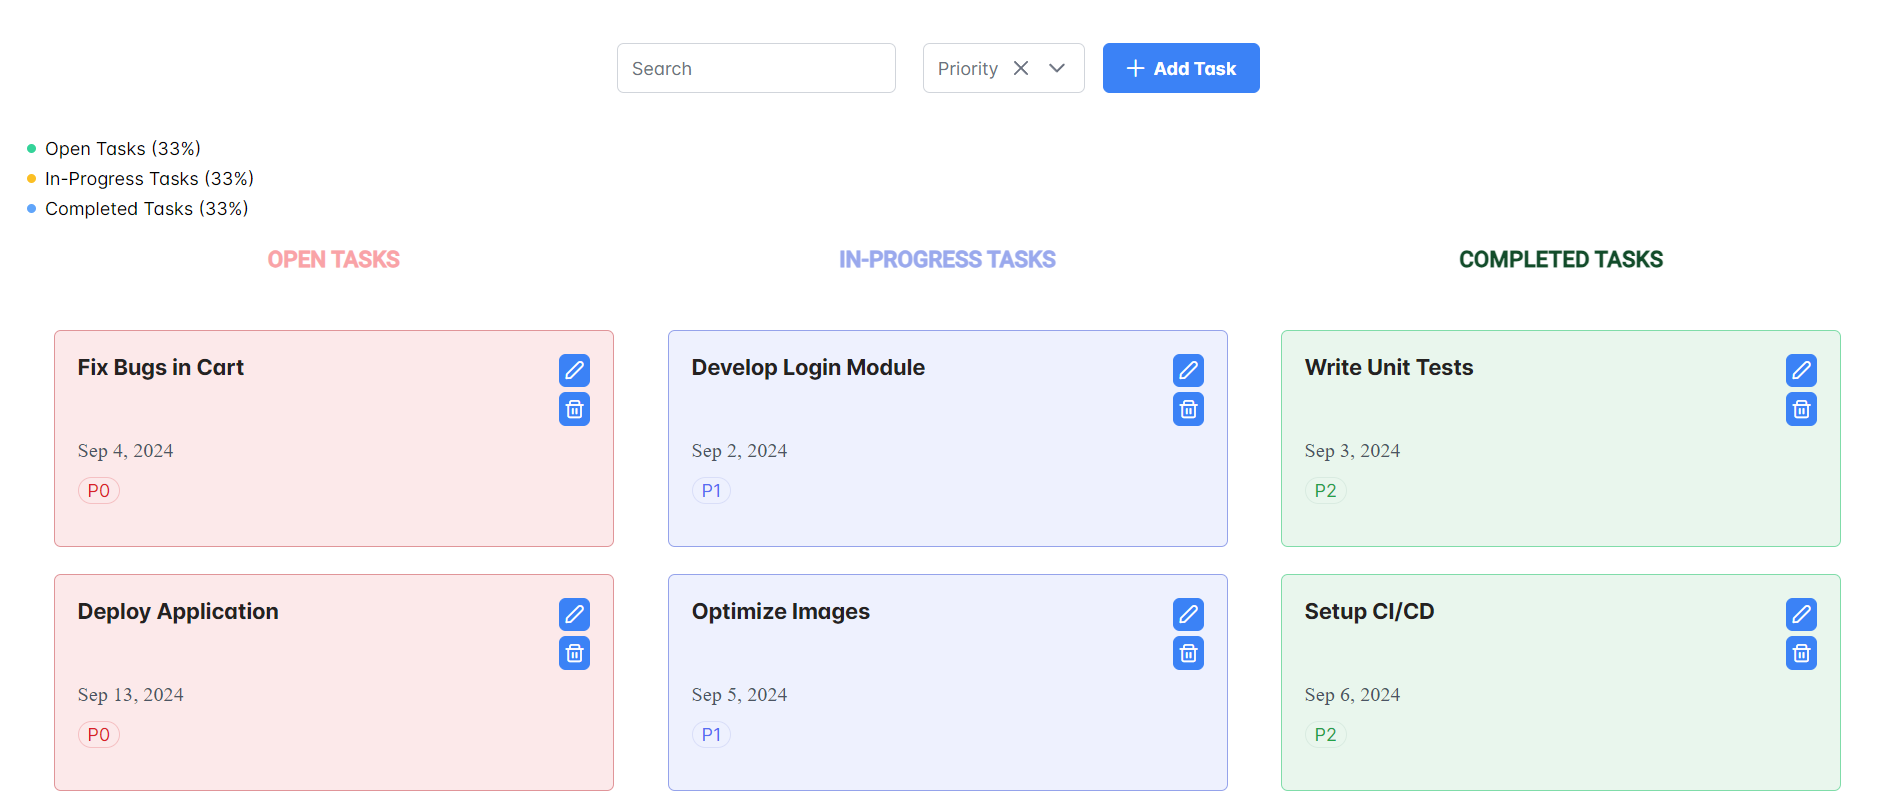 Search
Priority
Add Task
Open Tasks (33%)
In-Progress Tasks (33%)
Completed Tasks (33%)
OPEN TASKS
IN-PROGRESS TASKS
COMPLETED TASKS
Fix Bugs in Cart
Sep 4, 2024
P0
Develop Login Module
Sep 2, 2024
P1
Write Unit Tests
Sep 3, 2024
P2
Deploy Application
Sep 13, 2024
P0
Optimize Images
Sep 5, 2024
P1
Setup CI/CD
Sep 6, 2024
P2